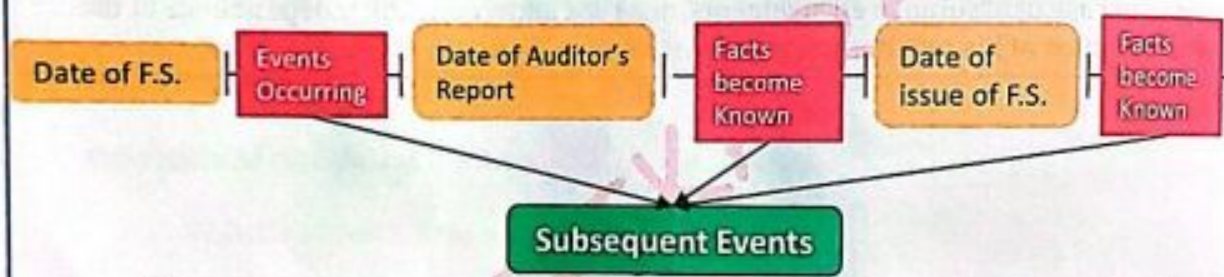 Date of F.S.
Events
Occurring
Date of Auditor's
Report
Facts
become
Known
Date of
issue of F.S.
Facts
become
Known
Subsequent Events